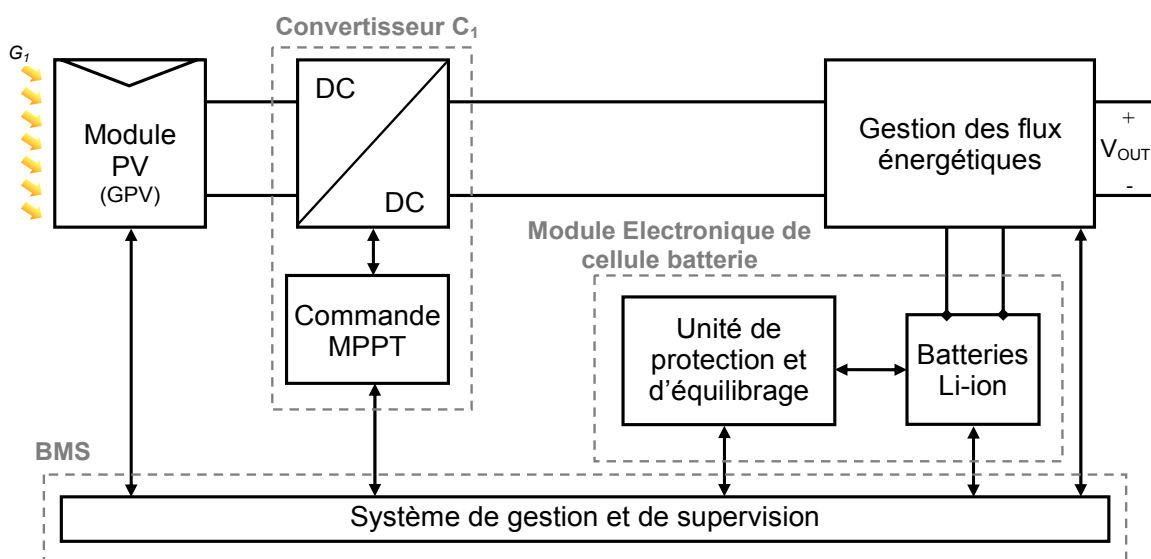 Convertisseur C₁
G₁
DC
DC
Module
PV
(GPV)
Gestion des flux
énergétiques
+
V_OUT
-
Module Electronique de
cellule batterie
Commande
MPPT
Unité de
protection et
d'équilibrage
Batteries
Li-ion
BMS
Système de gestion et de supervision